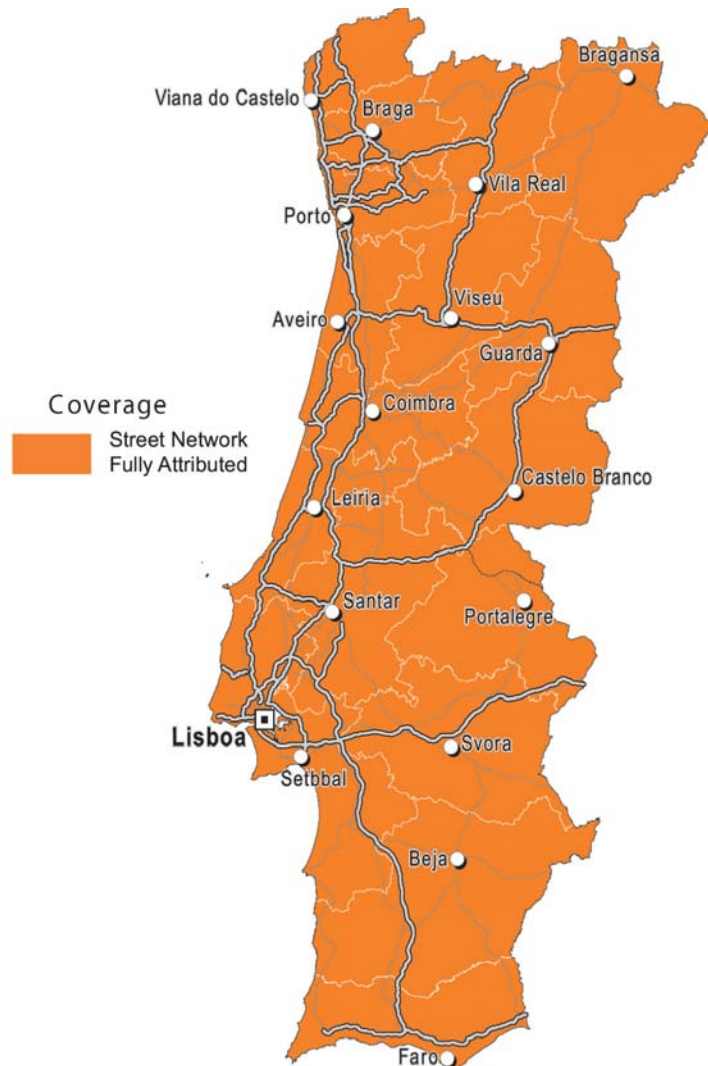 Bragansa
Viana do Castelo
Braga
Vila Real
Porto
Viseu
Aveiro
Guarda
Coverage
Coimbra
Street Network
Fully Attributed
Castelo Branco
Leiria
Santar
Portalegre
Lisboa
Svora
Setbbal
Beja
Faro